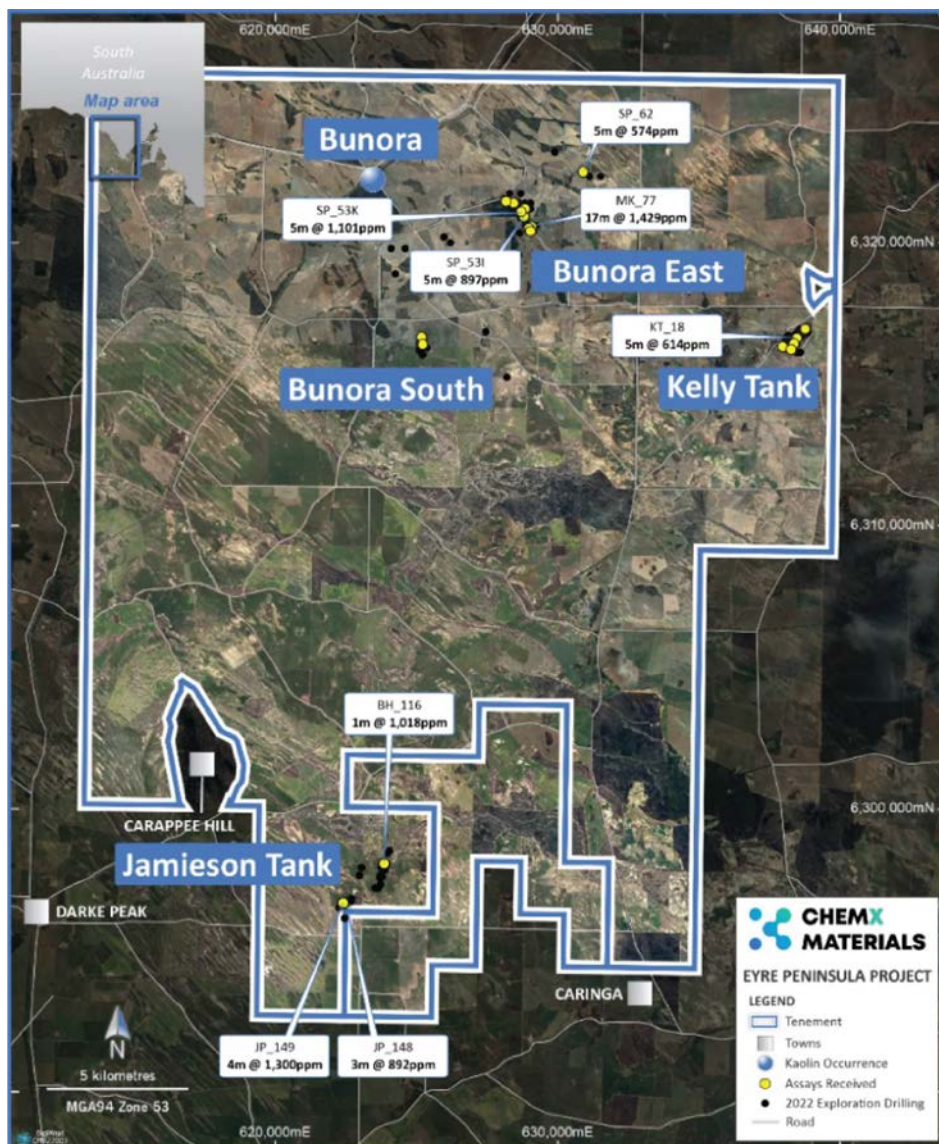 620,000mE
630,000mE
640,000mE
South
Australia
Map area
Bunora
SP_62
5m @ 574ppm
SP_53K
5m @ 1,101ppm
MK_77
17m @ 1,429ppm
6,320,000mN
SP_53I
5m @ 897ppm
Bunora East
KT_18
5m @ 614ppm
Bunora South
Kelly Tank
6,310,000mN
BH_116
1m @ 1,018ppm
6,300,000mN
CARAPPEE HILL
Jamieson Tank
DARKE PEAK
CHEMX
MATERIALS
EYRE PENINSULA PROJECT
CARINGA
LEGEND
Tenement
Towns
Kaolin Occurrence
Assays Received
2022 Exploration Drilling
Road
N
JP_149
4m @ 1,300ppm
JP_148
3m @ 892ppm
5 kilometres
MGA94 Zone 53
620,000mE
630,000mE